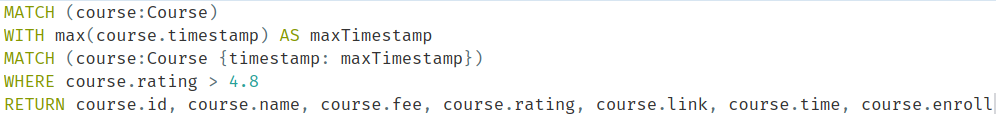 MATCH (course:Course)
WITH max(course.timestamp) AS maxTimestamp
MATCH (course:Course {timestamp: maxTimestamp})
WHERE course.rating > 4.8
RETURN course.id, course.name, course.fee, course.rating, course.link, course.time, course.enroll